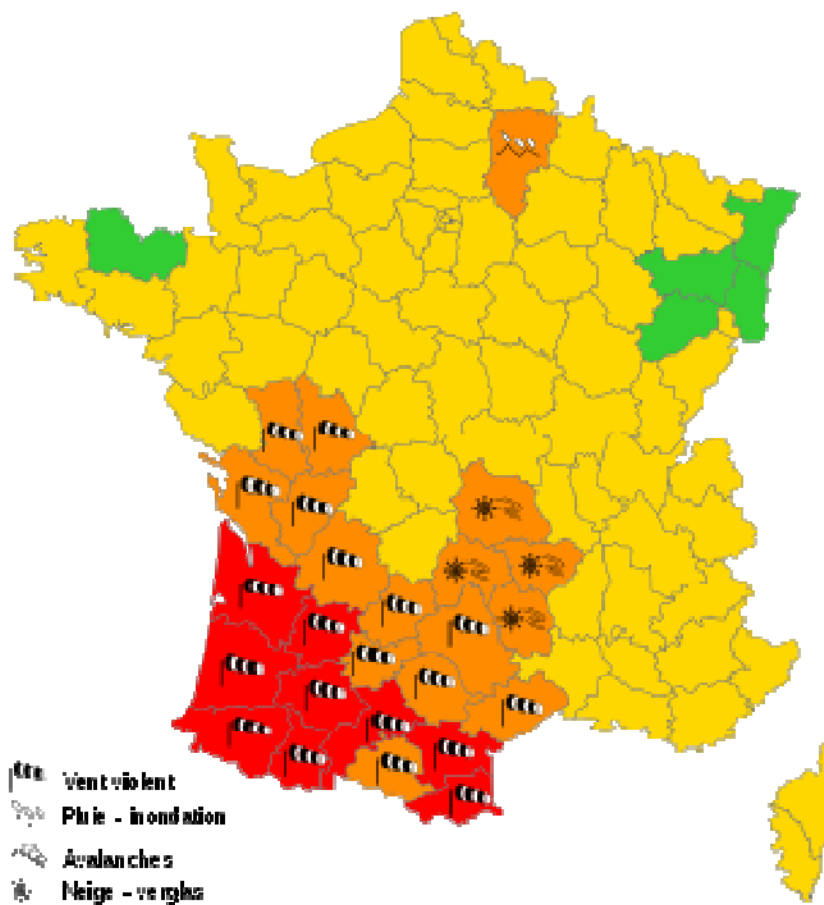 Vent violent
Pluie - inondation
Avalanches
Neige - verglas